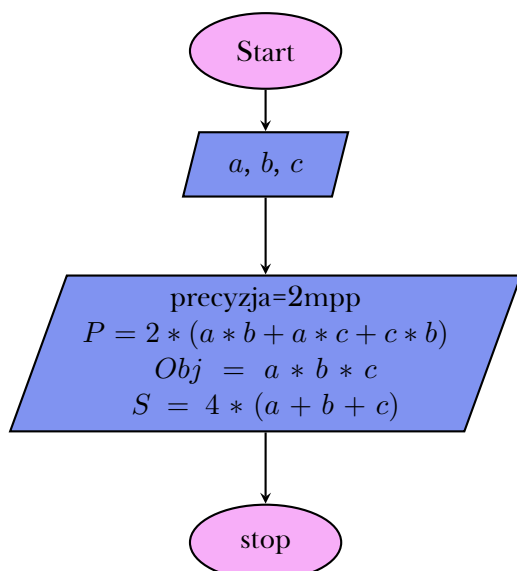 Start
a, b, c
precyzja=2mpp
P = 2 * (a * b + a * c + c * b)
Obj = a * b * c
S = 4 * (a + b + c)
stop